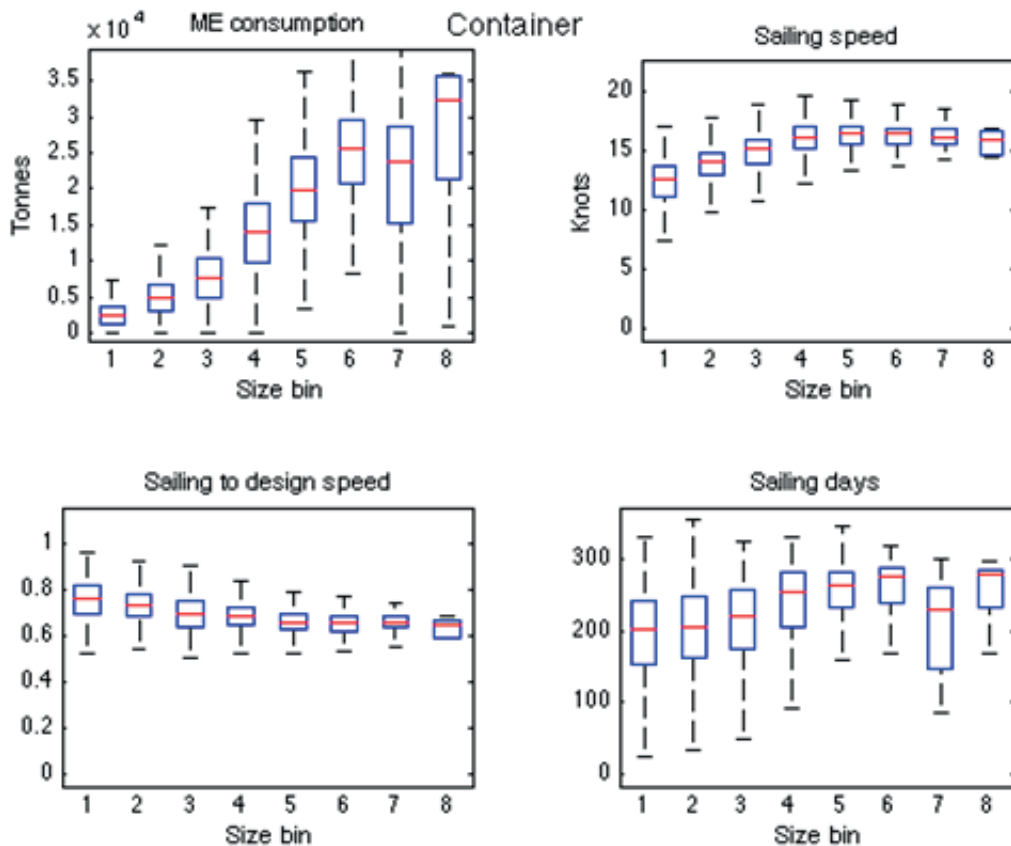 × 10⁴ ME consumption
Container
Sailing speed
3.5
3
2.5
2
1.5
1
0.5
0
Tonnes
1 2 3 4 5 6 7 8
Size bin
20
15
10
5
0
Knots
1 2 3 4 5 6 7 8
Size bin
Sailing to design speed
1
0.8
0.6
0.4
0.2
0
1 2 3 4 5 6 7 8
Size bin
Sailing days
300
200
100
0
1 2 3 4 5 6 7 8
Size bin